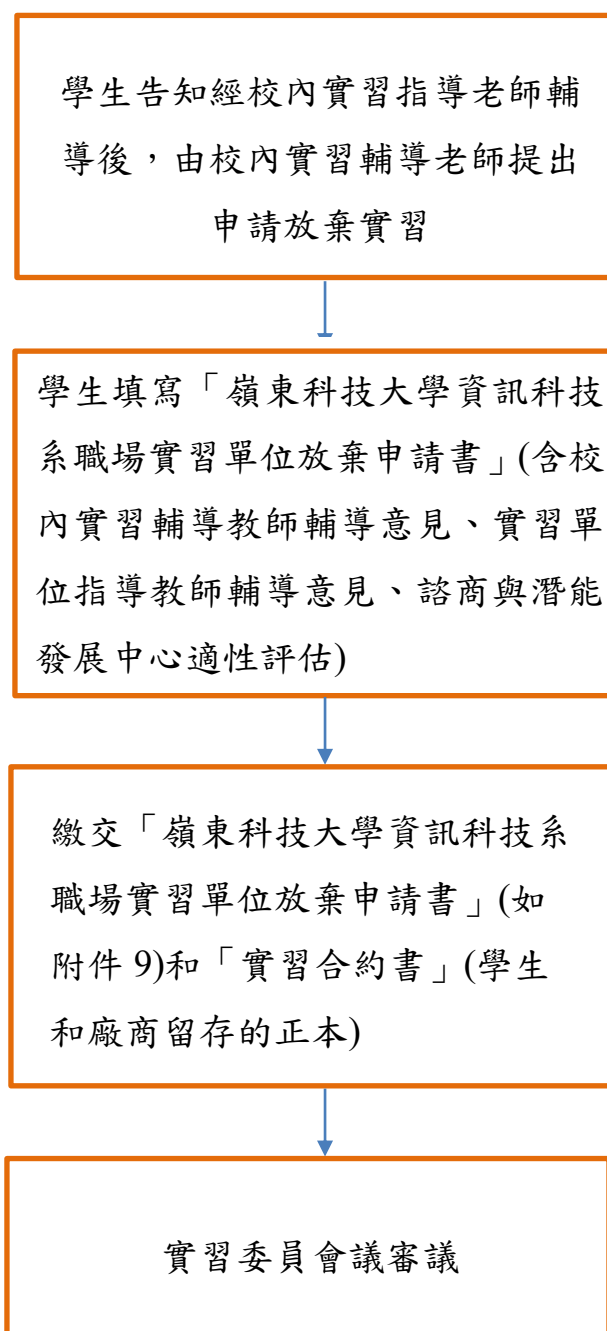 學生告知經校內實習指導老師輔
導後，由校內實習輔導老師提出
申請放棄實習
學生填寫「嶺東科技大學資訊科技
系職場實習單位放棄申請書」(含校
內實習輔導教師輔導意見、實習單
位指導教師輔導意見、諮商與潛能
發展中心適性評估)
繳交「嶺東科技大學資訊科技系
職場實習單位放棄申請書」(如
附件 9)和「實習合約書」(學生
和廠商留存的正本)
實習委員會議審議